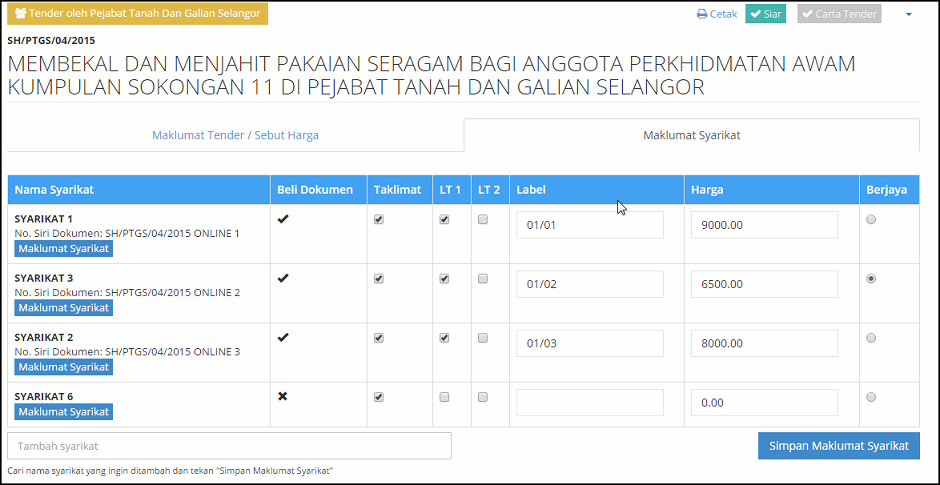 Tender oleh Pejabat Tanah Dan Galian Selangor
Cetak Siar Carta Tender
SH/PTGS/04/2015
MEMBEKAL DAN MENJAHIT PAKAIAN SERAGAM BAGI ANGGOTA PERKHIDMATAN AWAM
KUMPULAN SOKONGAN 11 DI PEJABAT TANAH DAN GALIAN SELANGOR
Maklumat Tender / Sebut Harga Maklumat Syarikat
Nama Syarikat Beli Dokumen Taklimat LT 1 LT 2 Label Harga Berjaya
SYARIKAT 1
No. Siri Dokumen: SH/PTGS/04/2015 ONLINE 1 01/01 9000.00
Maklumat Syarikat
SYARIKAT 3
No. Siri Dokumen: SH/PTGS/04/2015 ONLINE 2 01/02 6500.00
Maklumat Syarikat
SYARIKAT 2
No. Siri Dokumen: SH/PTGS/04/2015 ONLINE 3 01/03 8000.00
Maklumat Syarikat
SYARIKAT 6 0.00
Maklumat Syarikat
Tambah syarikat Simpan Maklumat Syarikat
Cari nama syarikat yang ingin ditambah dan tekan "Simpan Maklumat Syarikat"